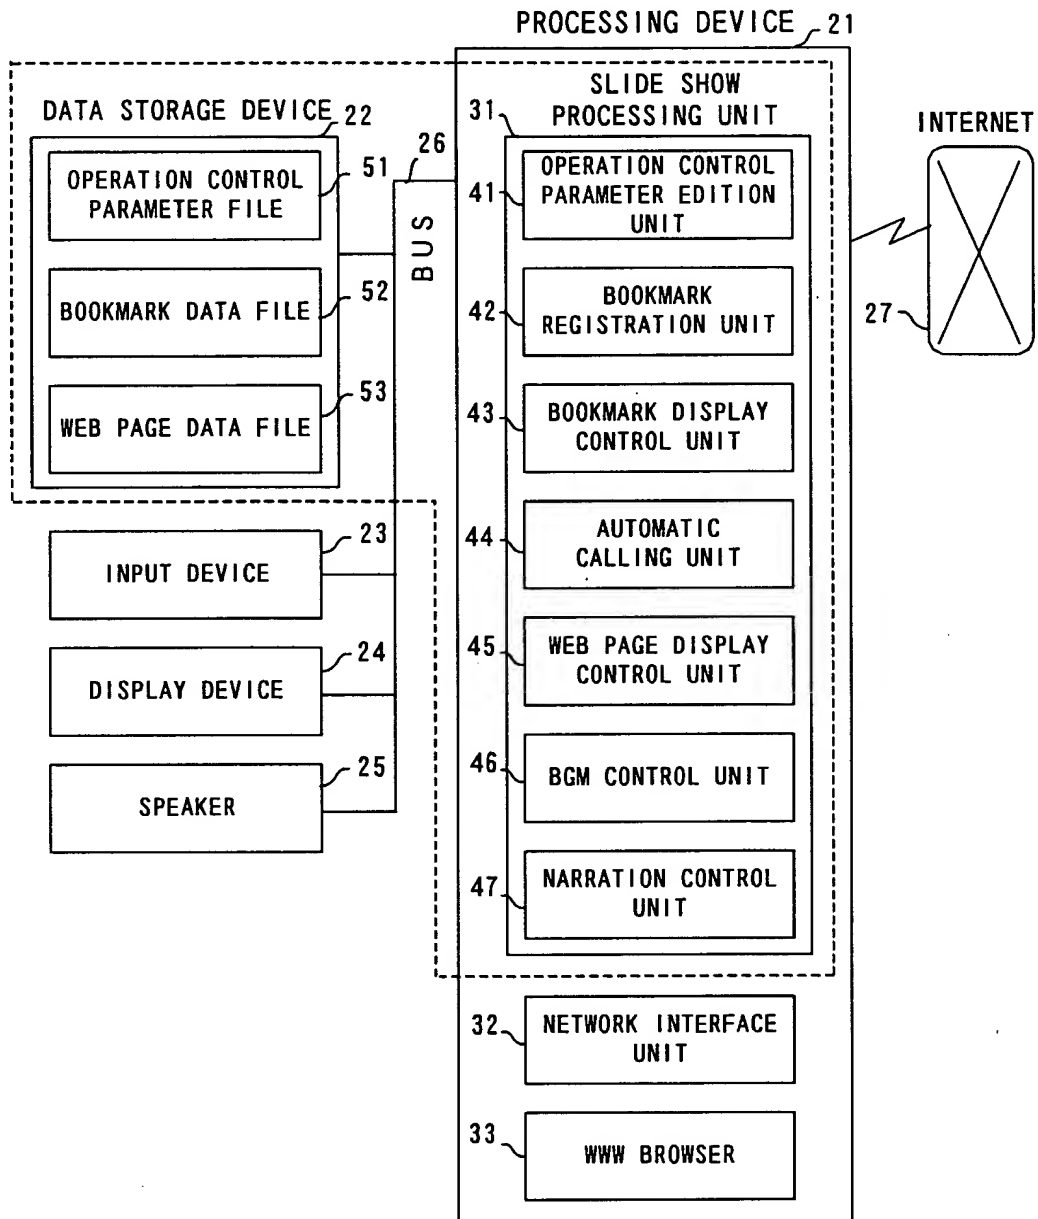 PROCESSING DEVICE
21
DATA STORAGE DEVICE
22
OPERATION CONTROL
PARAMETER FILE
51
BOOKMARK DATA FILE
52
WEB PAGE DATA FILE
53
INPUT DEVICE
23
DISPLAY DEVICE
24
SPEAKER
25
26
BUS
SLIDE SHOW
PROCESSING UNIT
31
OPERATION CONTROL
PARAMETER EDITION
UNIT
41
BOOKMARK
REGISTRATION UNIT
42
BOOKMARK DISPLAY
CONTROL UNIT
43
AUTOMATIC
CALLING UNIT
44
WEB PAGE DISPLAY
CONTROL UNIT
45
BGM CONTROL UNIT
46
NARRATION CONTROL
UNIT
47
NETWORK INTERFACE
UNIT
32
WWW BROWSER
33
INTERNET
27